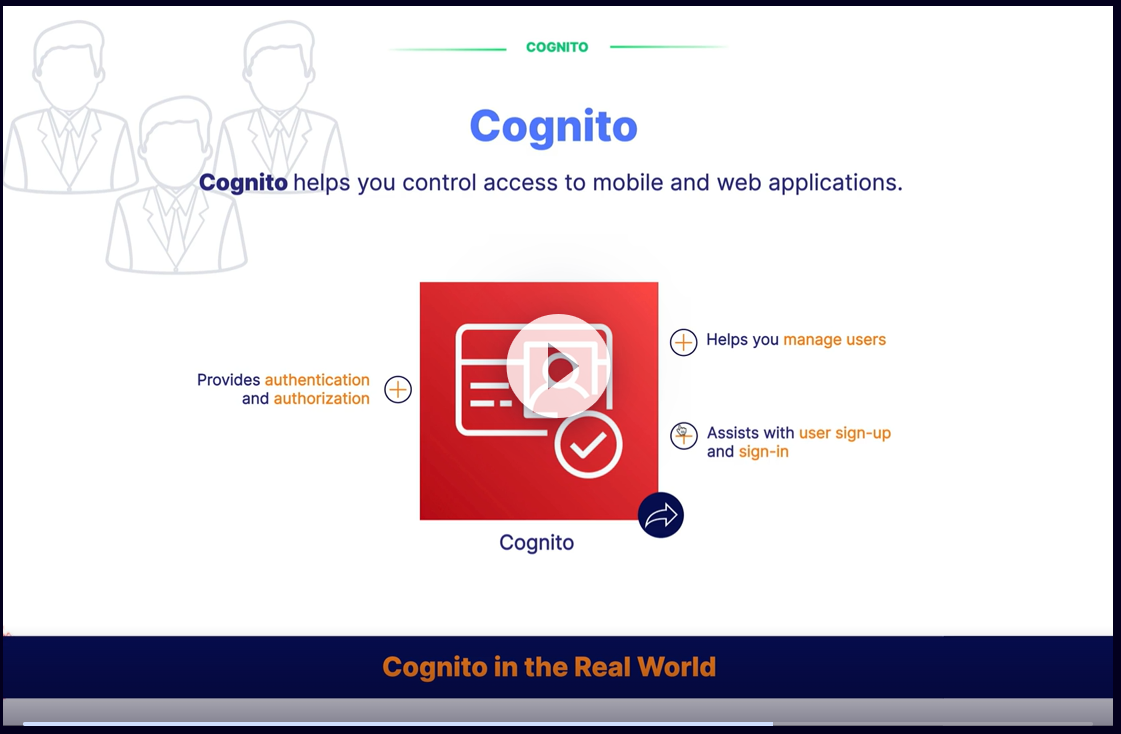 COGNITO
Cognito
Cognito helps you control access to mobile and web applications.
Provides authentication
and authorization
Helps you manage users
Assists with user sign-up
and sign-in
Cognito
Cognito in the Real World